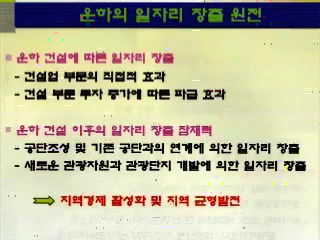 운하의 일자리 창출 원천
운하 건설에 따른 일자리 창출
- 건설업 부문의 직접적 효과
- 건설 부문 투자 증가에 따른 파급 효과
운하 건설 이후의 일자리 창출 잠재력
- 공단조성 및 기존 공단과의 연계에 의한 일자리 창출
- 새로운 관광자원과 관광단지 개발에 의한 일자리 창출
지역경제 활성화 및 지역 균형발전